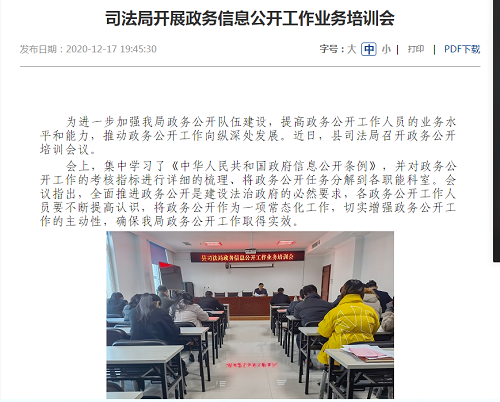 司法局开展政务信息公开工作业务培训会
发布日期：2020-12-17 19:45:30 字号：大 中 小 | 打印 | PDF下载
为进一步加强我局政务公开队伍建设，提高政务公开工作人员的业务水
平和能力，推动政务公开工作向纵深处发展。近日，县司法局召开政务公开
培训会议。
会上，集中学习了《中华人民共和国政府信息公开条例》，并对政务公
开工作的考核指标进行详细的梳理，将政务公开任务分解到各职能科室。会
议指出，全面推进政务公开是建设法治政府的必然要求，各政务公开工作人
员要不断提高认识，将政务公开作为一项常态化工作，切实增强政务公开工
作的主动性，确保我局政务公开工作取得实效。
县司法局政务信息公开工作业务培训会